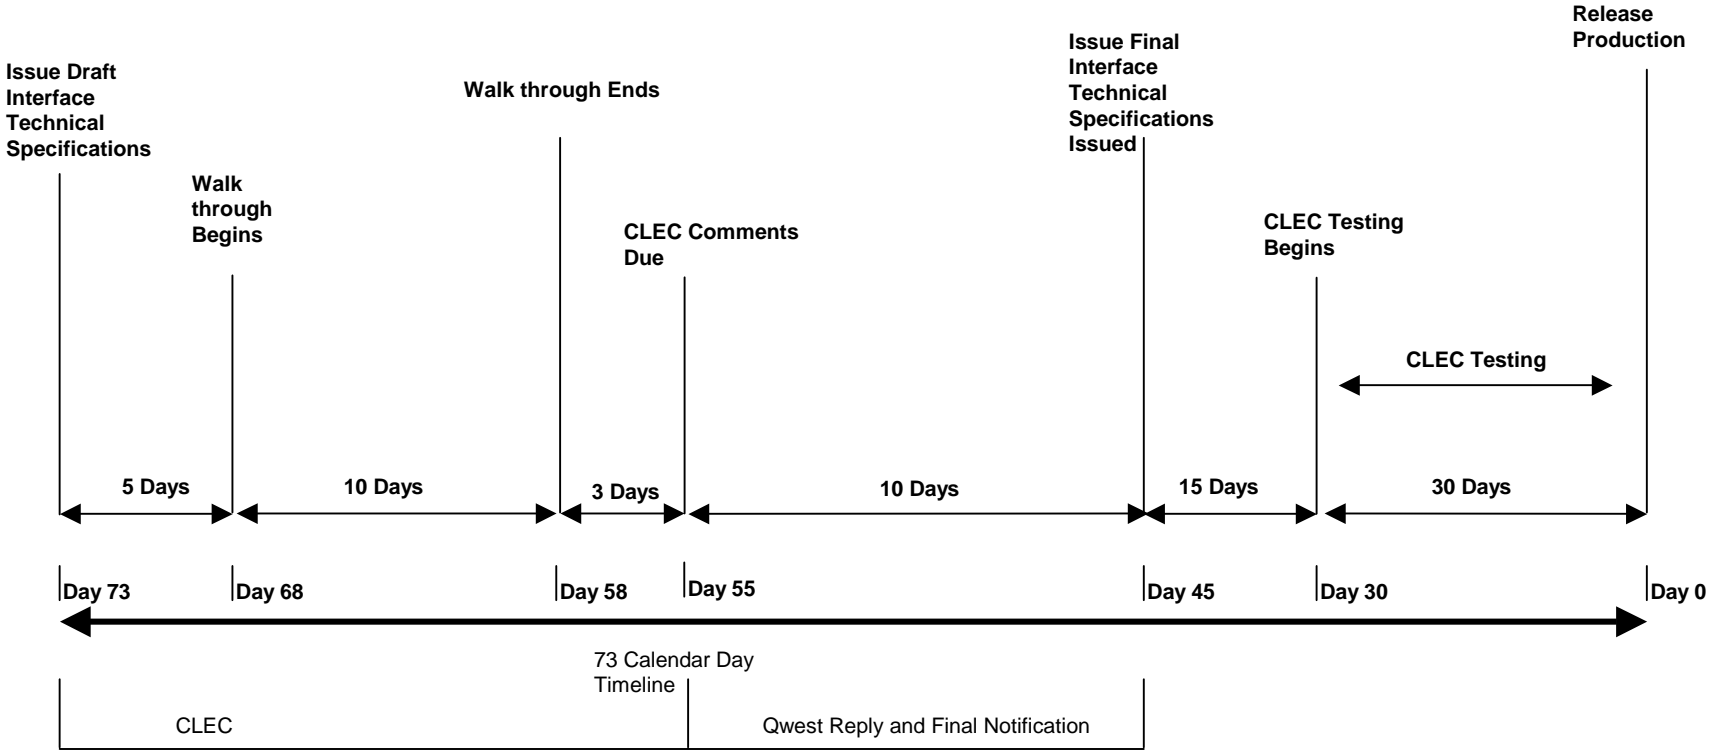 Release
Production
Issue Final
Interface
Technical
Specifications
Issued
Issue Draft
Interface
Technical
Specifications
Walk through Ends
Walk
through
Begins
CLEC Comments
Due
CLEC Testing
Begins
CLEC Testing
5 Days
10 Days
3 Days
10 Days
15 Days
30 Days
Day 73
Day 68
Day 58
Day 55
Day 45
Day 30
Day 0
73 Calendar Day
Timeline
CLEC
Qwest Reply and Final Notification